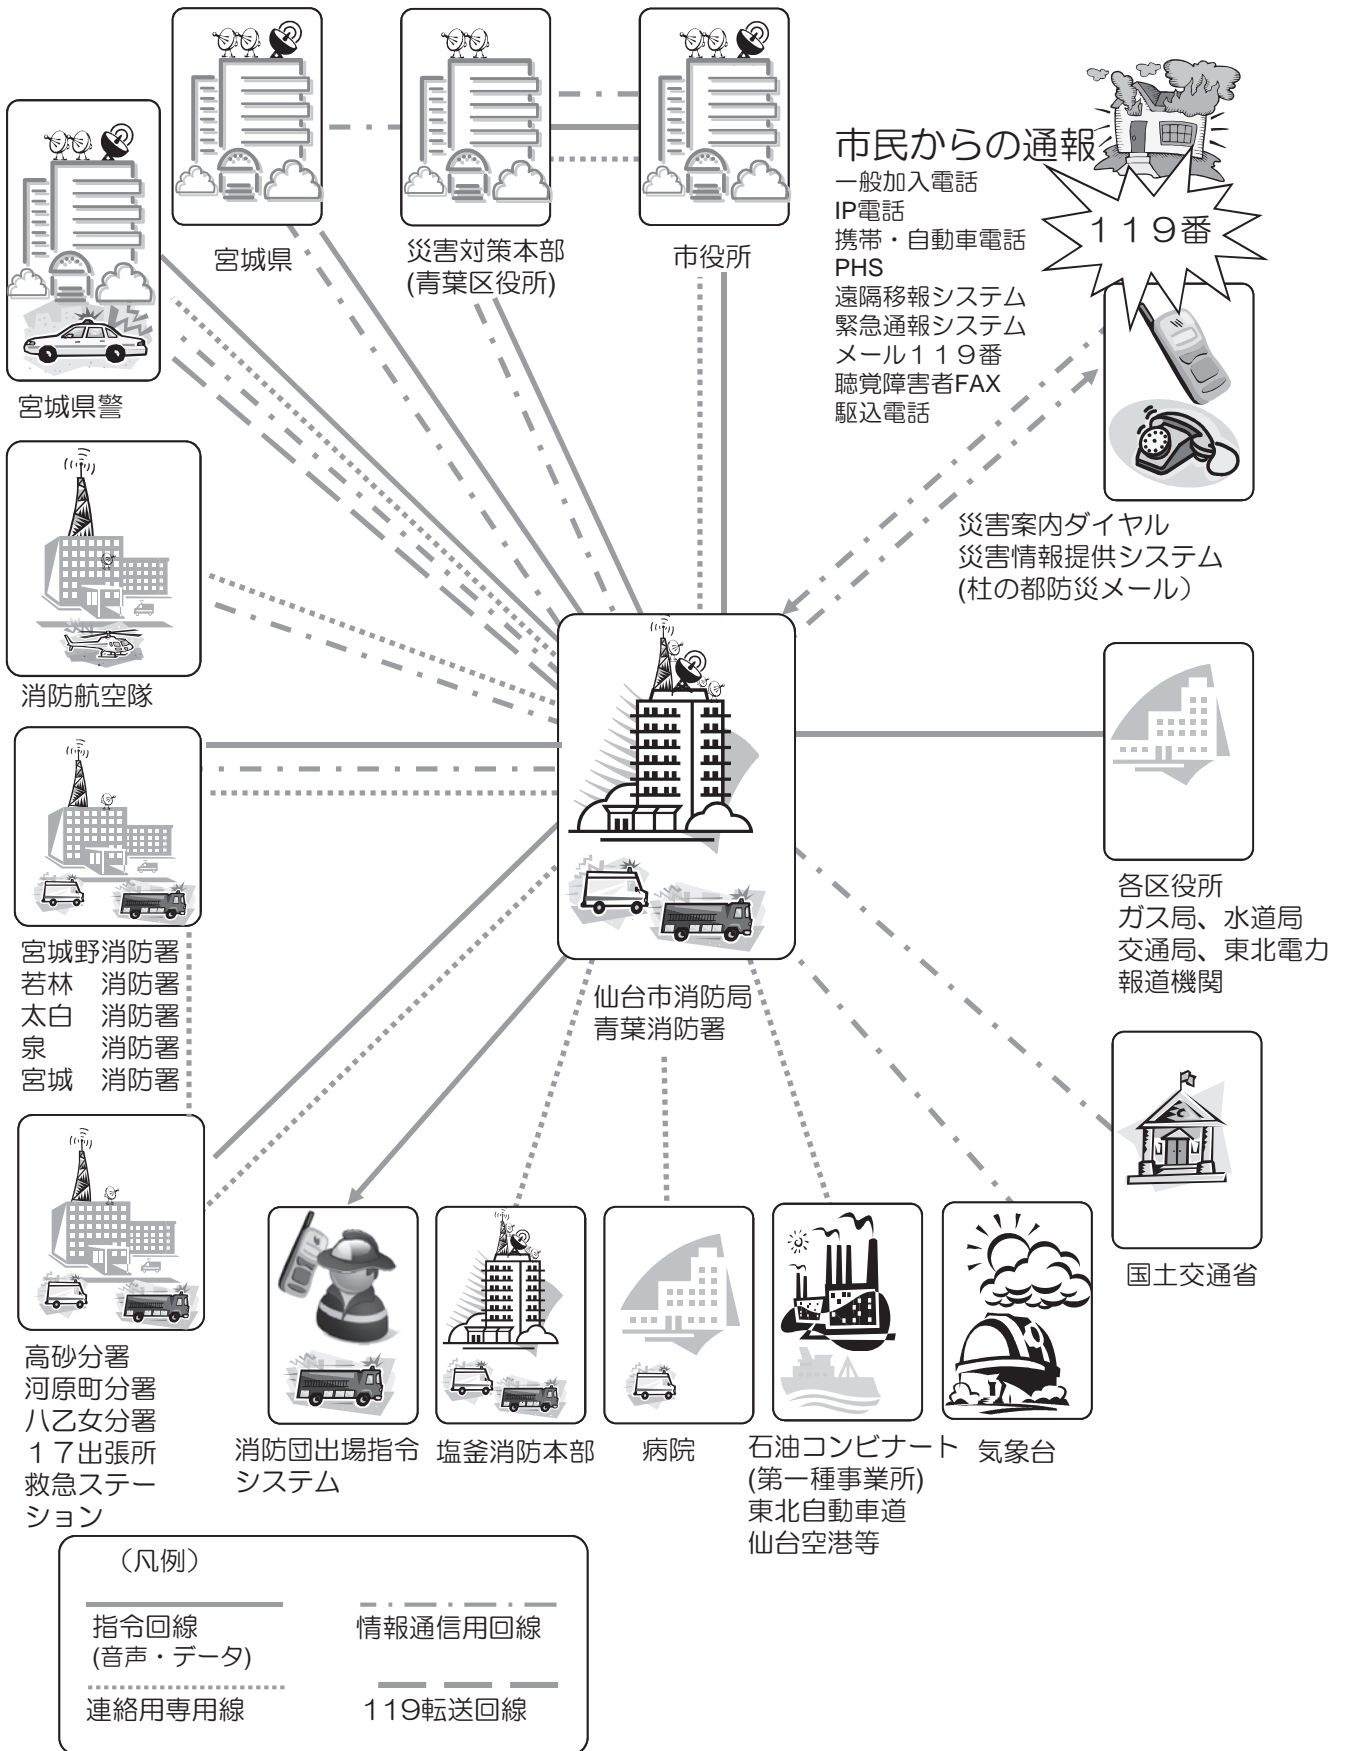 宮城県
災害対策本部
(青葉区役所)
市役所
市民からの通報
一般加入電話
IP電話
携帯・自動車電話
PHS
遠隔移報システム
緊急通報システム
メール１１９番
聴覚障害者FAX
駆込電話
１１９番
宮城県警
災害案内ダイヤル
災害情報提供システム
(杜の都防災メール）
消防航空隊
各区役所
ガス局、水道局
交通局、東北電力
報道機関
宮城野消防署
若林　消防署
太白　消防署
泉　　消防署
宮城　消防署
仙台市消防局
青葉消防署
国土交通省
高砂分署
河原町分署
八乙女分署
１７出張所
救急ステー
ション
消防団出場指令
システム
塩釜消防本部
病院
石油コンビナート
(第一種事業所)
東北自動車道
仙台空港等
気象台
（凡例）
指令回線
(音声・データ)
情報通信用回線
連絡用専用線
119転送回線